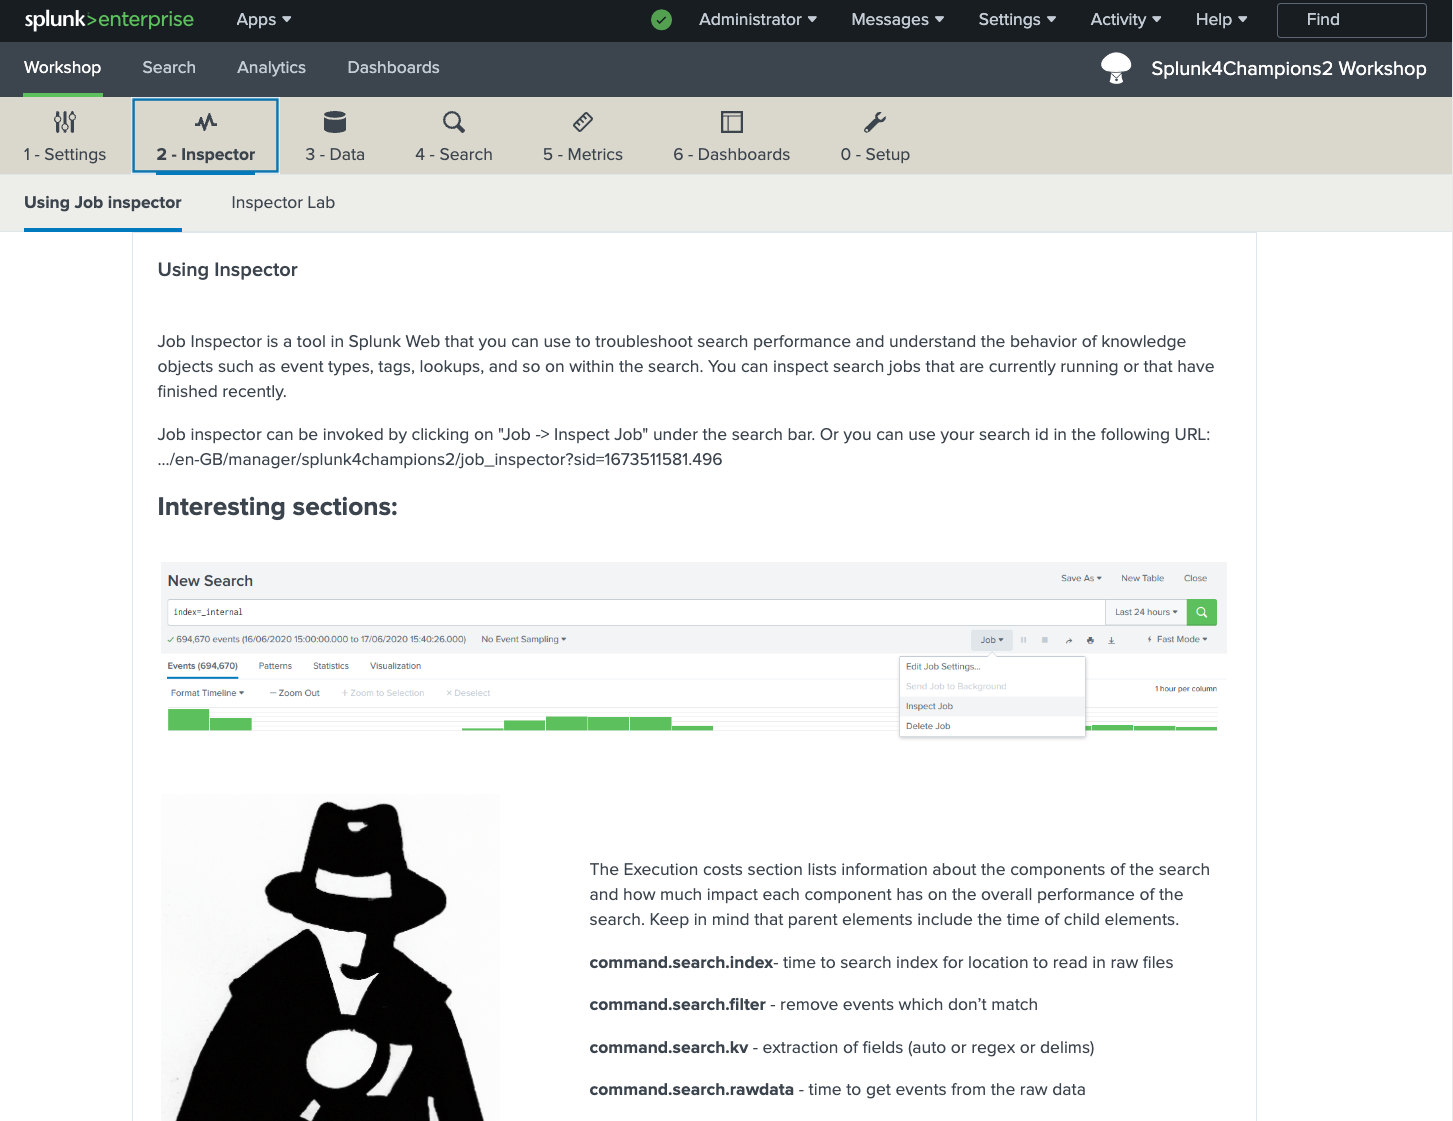 splunk>enterprise Apps Administrator Messages Settings Activity Help Find
Workshop Search Analytics Dashboards Splunk4Champions2 Workshop
1 - Settings 2 - Inspector 3 - Data 4 - Search 5 - Metrics 6 - Dashboards 0 - Setup
Using Job inspector Inspector Lab
Using Inspector
Job Inspector is a tool in Splunk Web that you can use to troubleshoot search performance and understand the behavior of knowledge
objects such as event types, tags, lookups, and so on within the search. You can inspect search jobs that are currently running or that have
finished recently.
Job inspector can be invoked by clicking on "Job -> Inspect Job" under the search bar. Or you can use your search id in the following URL:
.../en-GB/manager/splunk4champions2/job_inspector?sid=1673511581.496
Interesting sections:
New Search Save As New Table Close
index=_internal Last 24 hours
694,670 events (16/06/2020 15:00:00.000 to 17/06/2020 15:40:26.000) No Event Sampling Job Fast Mode
Events (694,670) Patterns Statistics Visualization
Edit Job Settings...
Send Job to Background
Format Timeline — Zoom Out + Zoom to Selection × Deselect 1 hour per column
Inspect Job
Delete Job
The Execution costs section lists information about the components of the search
and how much impact each component has on the overall performance of the
search. Keep in mind that parent elements include the time of child elements.
command.search.index- time to search index for location to read in raw files
command.search.filter - remove events which don't match
command.search.kv - extraction of fields (auto or regex or delims)
command.search.rawdata - time to get events from the raw data